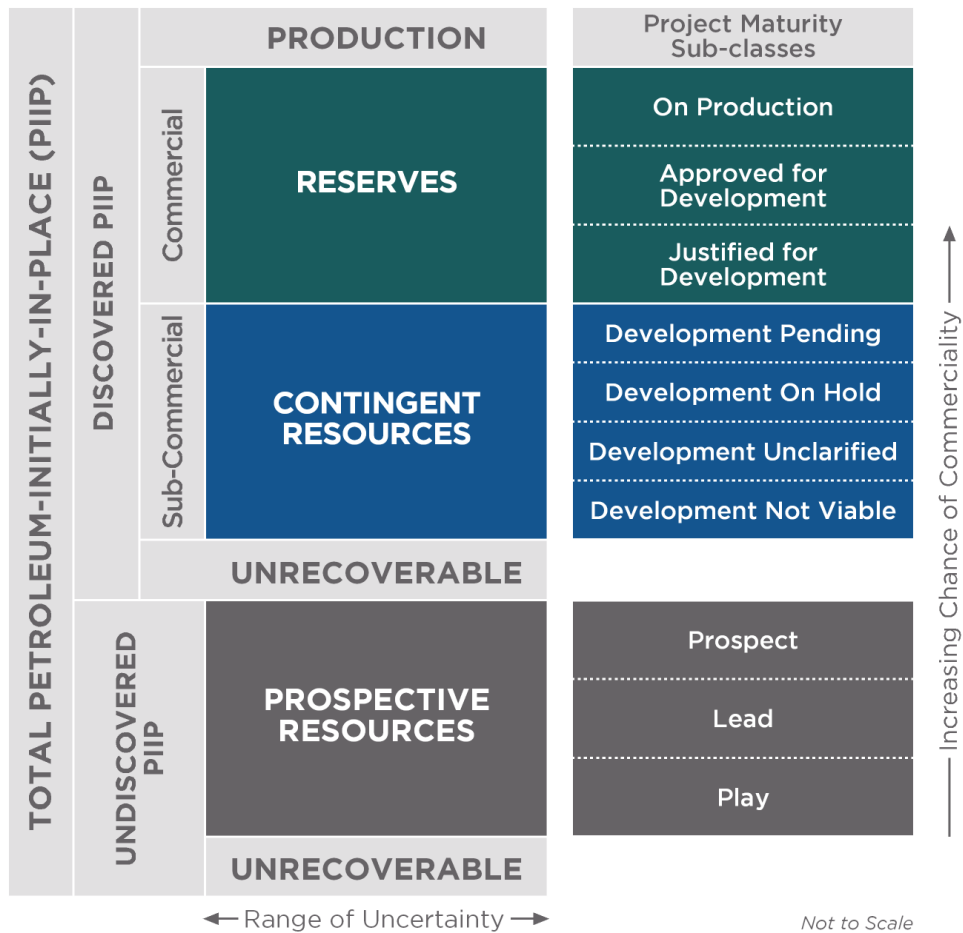 TOTAL PETROLEUM-INITIALLY-IN-PLACE (PIIP)
DISCOVERED PIIP
UNDISCOVERED
PIIP
Commercial
Sub-Commercial
PRODUCTION
RESERVES
CONTINGENT
RESOURCES
UNRECOVERABLE
PROSPECTIVE
RESOURCES
UNRECOVERABLE
Range of Uncertainty
Project Maturity
Sub-classes
On Production
Approved for
Development
Justified for
Development
Development Pending
Development On Hold
Development Unclarified
Development Not Viable
Prospect
Lead
Play
Increasing Chance of Commerciality
Not to Scale